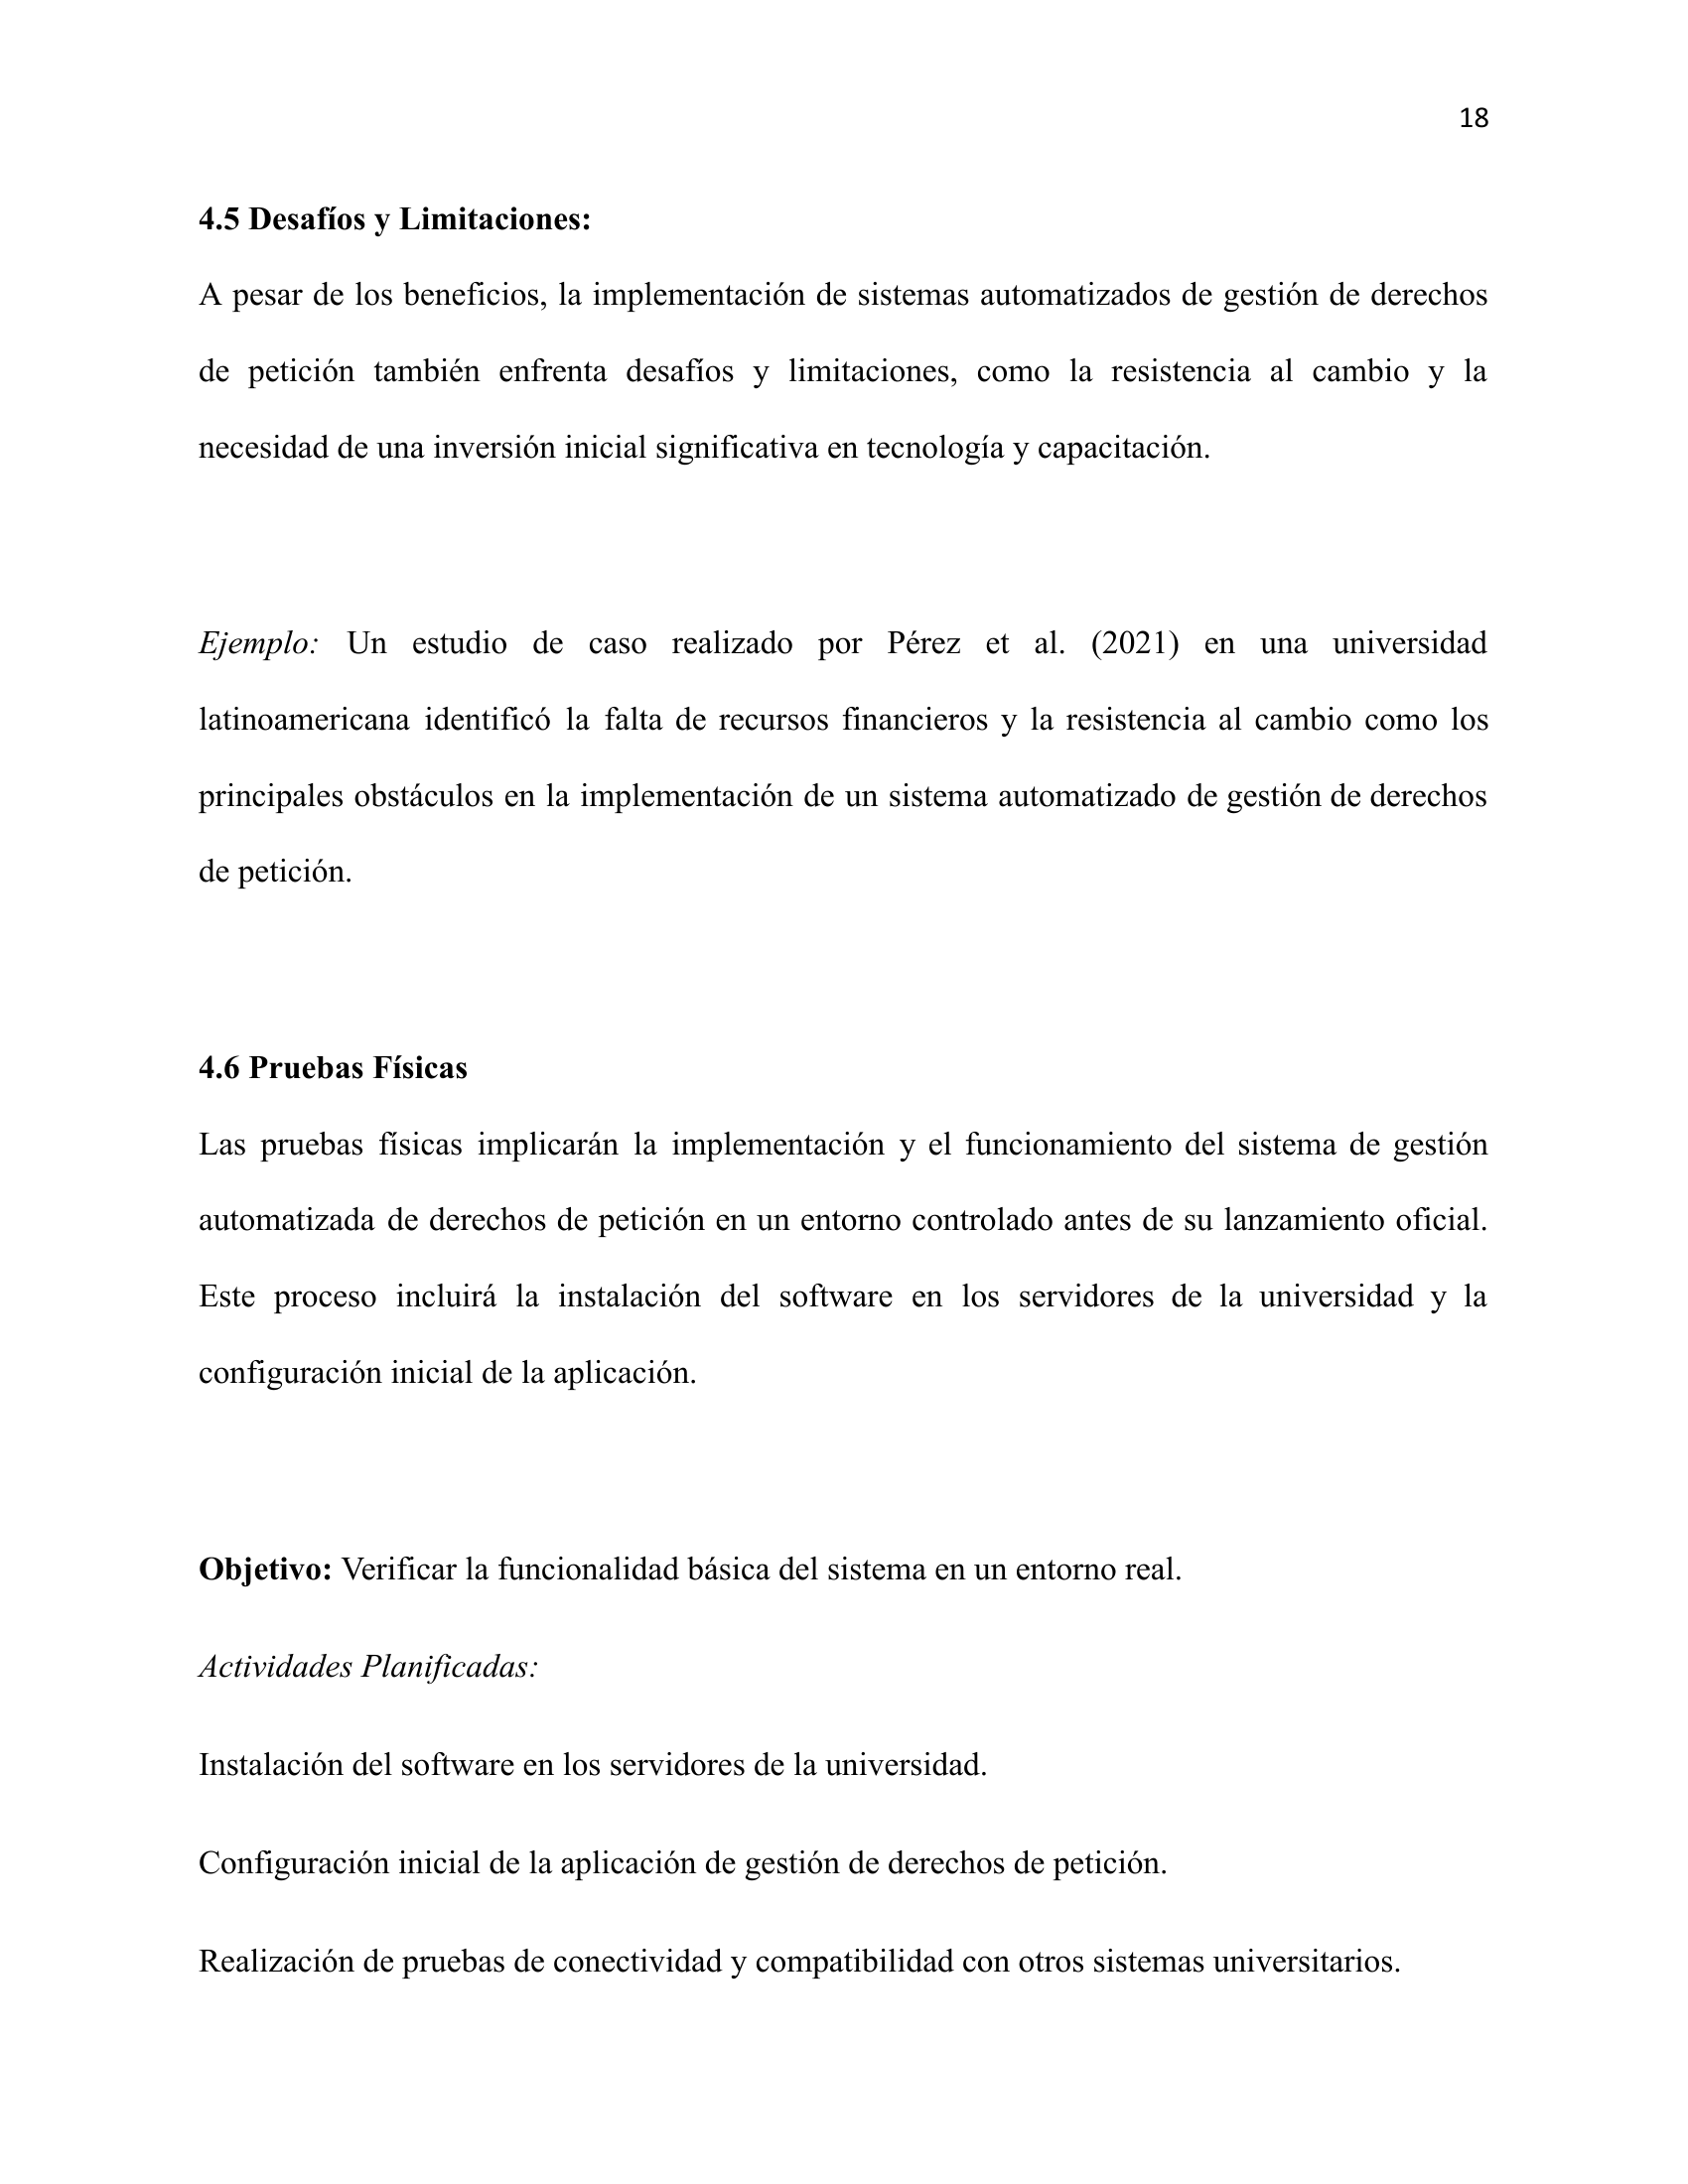 18
4.5 Desafíos y Limitaciones:
A pesar de los beneficios, la implementación de sistemas automatizados de gestión de derechos
de petición también enfrenta desafíos y limitaciones, como la resistencia al cambio y la
necesidad de una inversión inicial significativa en tecnología y capacitación.
Ejemplo: Un estudio de caso realizado por Pérez et al. (2021) en una universidad
latinoamericana identificó la falta de recursos financieros y la resistencia al cambio como los
principales obstáculos en la implementación de un sistema automatizado de gestión de derechos
de petición.
4.6 Pruebas Físicas
Las pruebas físicas implicarán la implementación y el funcionamiento del sistema de gestión
automatizada de derechos de petición en un entorno controlado antes de su lanzamiento oficial.
Este proceso incluirá la instalación del software en los servidores de la universidad y la
configuración inicial de la aplicación.
Objetivo: Verificar la funcionalidad básica del sistema en un entorno real.
Actividades Planificadas:
Instalación del software en los servidores de la universidad.
Configuración inicial de la aplicación de gestión de derechos de petición.
Realización de pruebas de conectividad y compatibilidad con otros sistemas universitarios.